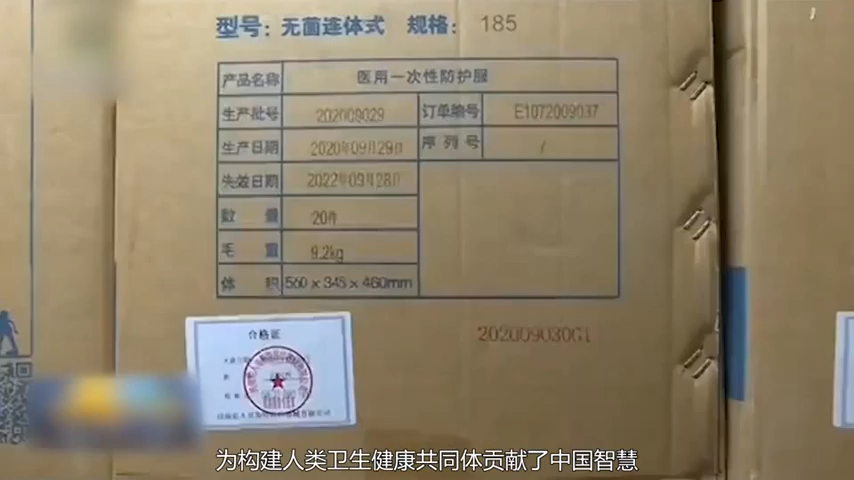 型号：无菌连体式 规格：185
产品名称 医用一次性防护服
生产批号 202009029 订单编号 E1072009037
生产日期 2020年09月29日 序列号 /
失效日期 2022年09月28日
数量 20件
毛重 9.2kg
体积 560×345×480mm
合格证
20200903001
为构建人类卫生健康共同体贡献了中国智慧